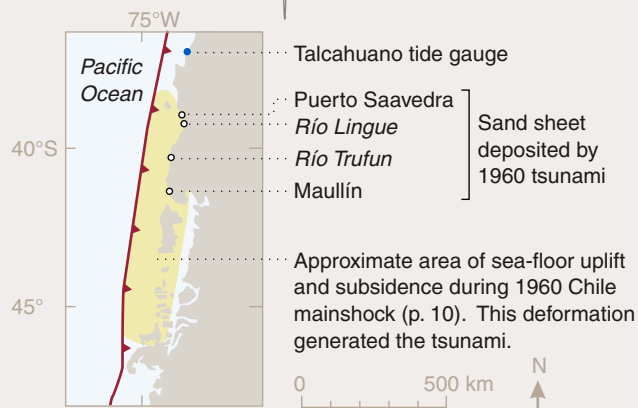 75°W
Pacific
Ocean
40°S
45°
Talcahuano tide gauge
Puerto Saavedra
Río Lingue
Río Trufun
Maullín
Sand sheet
deposited by
1960 tsunami
Approximate area of sea-floor uplift
and subsidence during 1960 Chile
mainshock (p. 10).  This deformation
generated the tsunami.
0 500 km
N